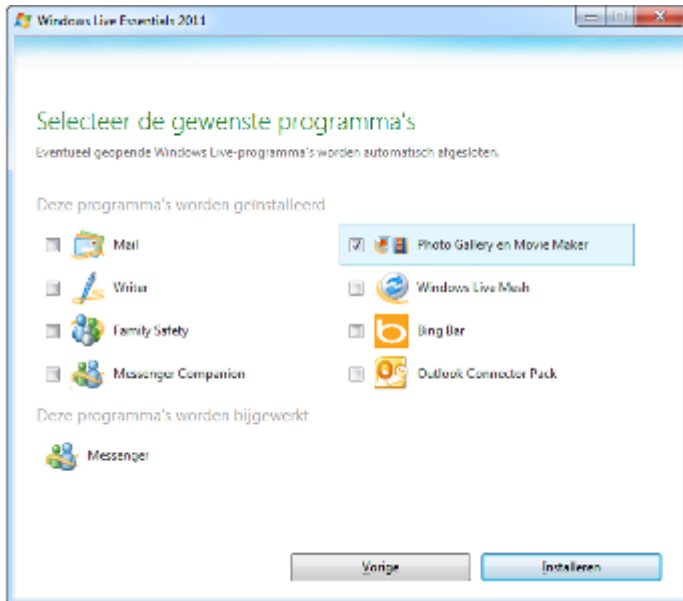 Windows Live Essentials 2011
Selecteer de gewenste programma's
Eventueel geopende Windows Live-programma's worden automatisch afgesloten.
Deze programma's worden geïnstalleerd
Mail
Photo Gallery en Movie Maker
Writer
Windows Live Mesh
Family Safety
Bing Bar
Messenger Companion
Outlook Connector Pack
Deze programma's worden bijgewerkt
Messenger
Vorige
Installeren